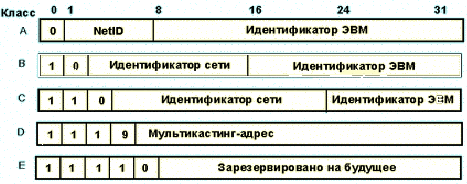 Класс 0 1 8 16 24 31
A 0 NetID Идентификатор ЭВМ
B 1 0 Идентификатор сети Идентификатор ЭВМ
C 1 1 0 Идентификатор сети Идентификатор ЭВМ
D 1 1 1 9 Мультикастинг-адрес
E 1 1 1 1 0 Зарезервировано на будущее